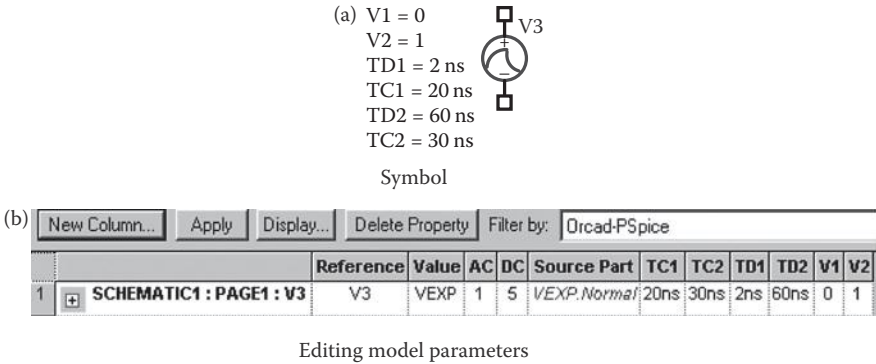 (a) V1 = 0
V3
V2 = 1
+
TD1 = 2 ns
–
TC1 = 20 ns
TD2 = 60 ns
TC2 = 30 ns
Symbol
(b) New Column... Apply Display... Delete Property Filter by: Orcad-PSpice
Reference Value AC DC Source Part TC1 TC2 TD1 TD2 V1 V2
1 + SCHEMATIC1 : PAGE1 : V3 V3 VEXP 1 5 VEXP.Normal 20ns 30ns 2ns 60ns 0 1
Editing model parameters